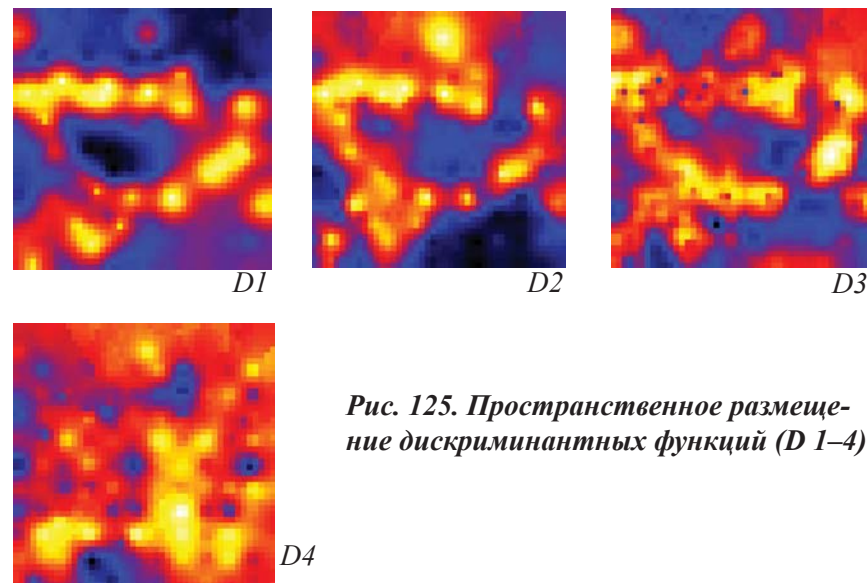 D1
D2
D3
D4
Рис. 125. Пространственное размеще-
ние дискриминантных функций (D 1–4)